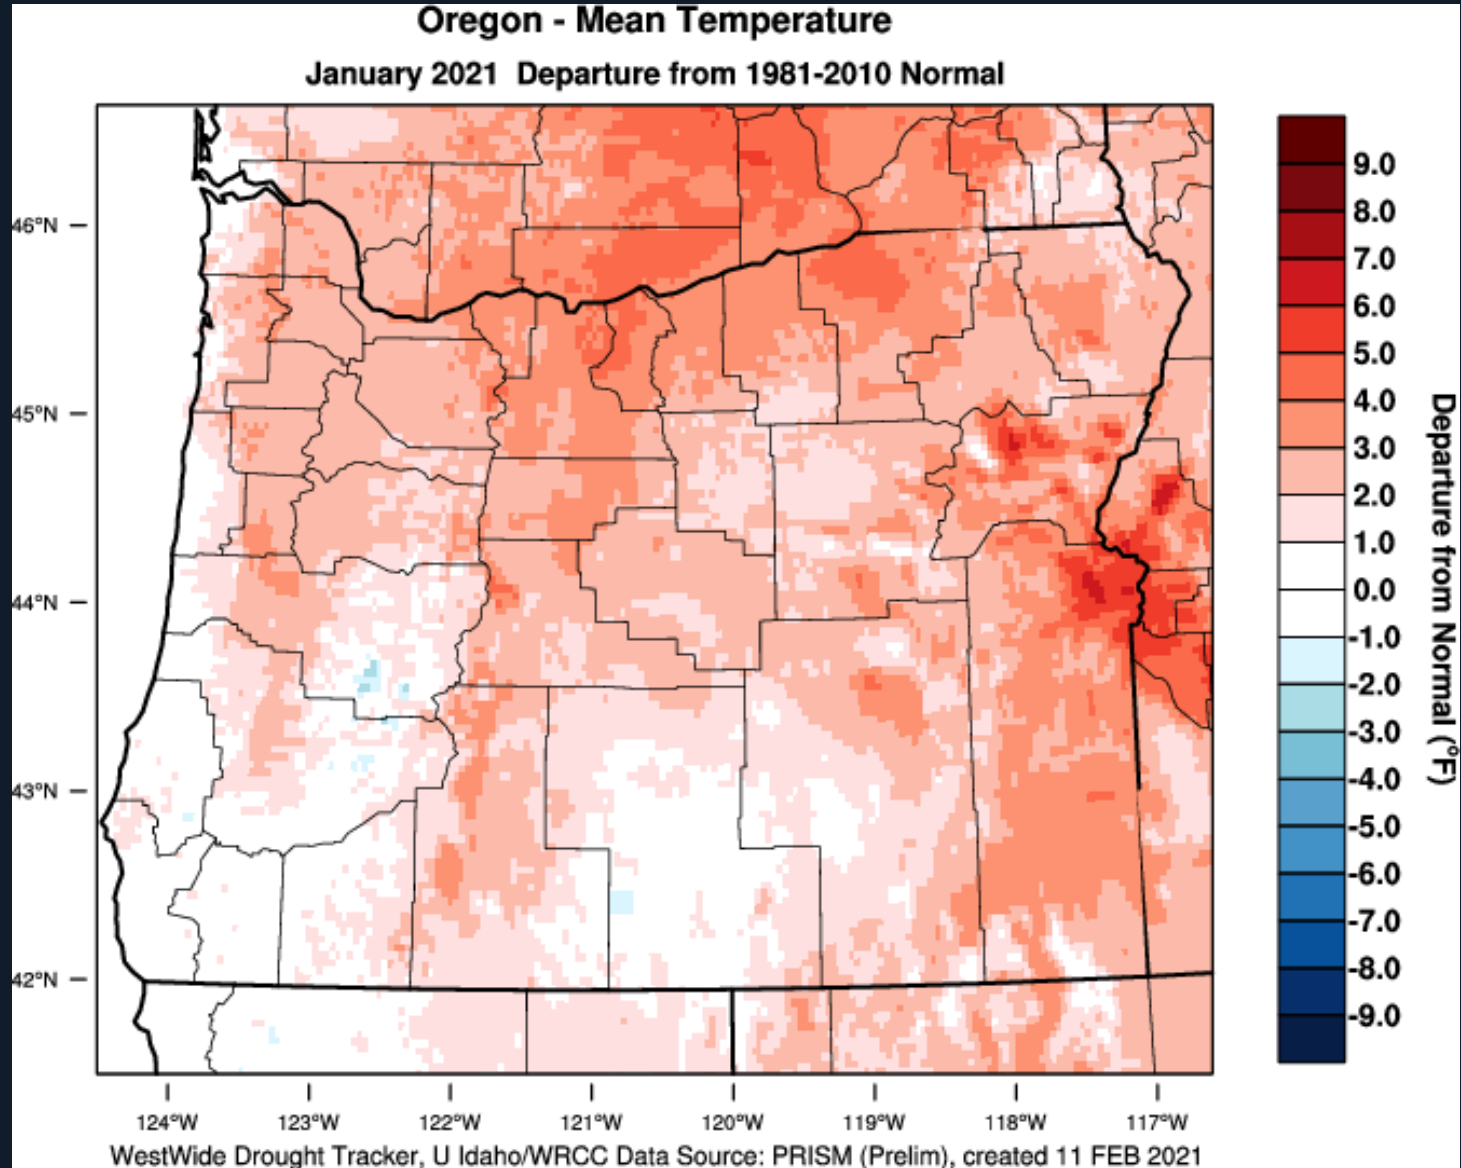 Oregon - Mean Temperature
January 2021 Departure from 1981-2010 Normal
46°N
45°N
44°N
43°N
42°N
124°W 123°W 122°W 121°W 120°W 119°W 118°W 117°W
9.0
8.0
7.0
6.0
5.0
4.0
3.0
2.0
1.0
0.0
-1.0
-2.0
-3.0
-4.0
-5.0
-6.0
-7.0
-8.0
-9.0
Departure from Normal (°F)
WestWide Drought Tracker, U Idaho/WRCC Data Source: PRISM (Prelim), created 11 FEB 2021